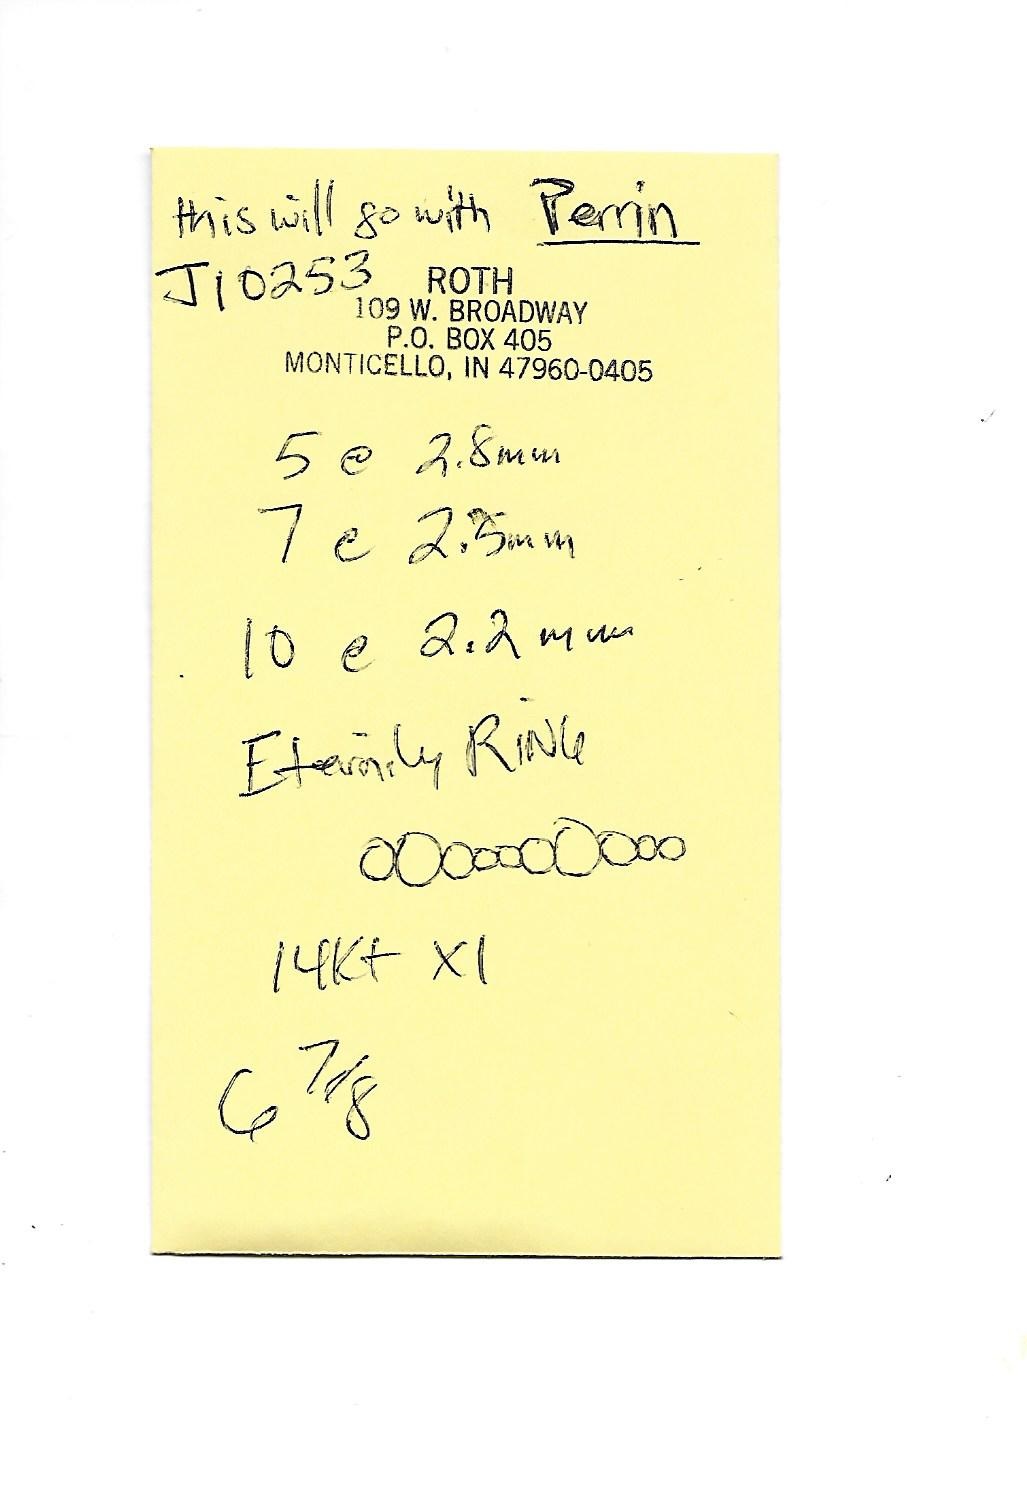 this will go with Perrin
J10253 ROTH
109 W. BROADWAY
P.O. BOX 405
MONTICELLO, IN 47960-0405
5 @ 2.8mm
7 @ 2.5mm
10 @ 2.2mm
Eternity RING
14Kt X1
6 7/8